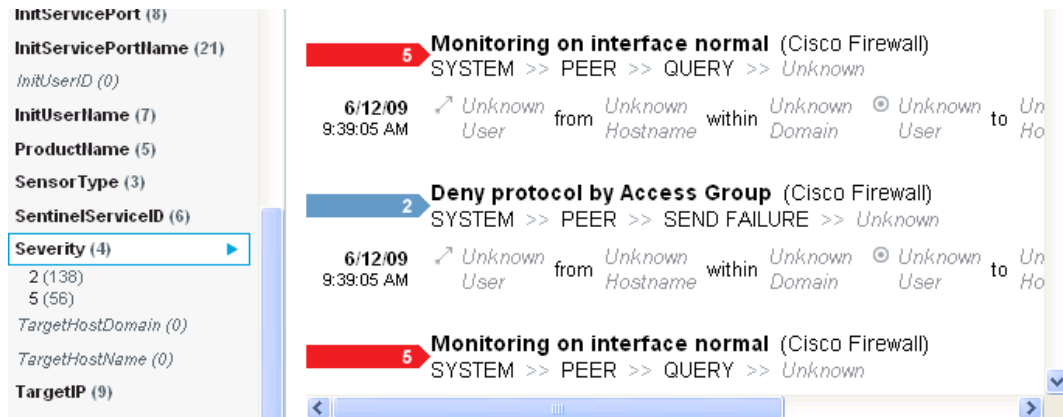 InitServicePort (8)
InitServicePortName (21)
InitUserID (0)
InitUserName (7)
ProductName (5)
SensorType (3)
SentinelServiceID (6)
Severity (4)
2 (138)
5 (56)
TargetHostDomain (0)
TargetHostName (0)
TargetIP (9)
5 Monitoring on interface normal (Cisco Firewall)
SYSTEM >> PEER >> QUERY >> Unknown
6/12/09 Unknown from Unknown within Unknown Unknown to Un
9:39:05 AM User Hostname Domain User Ho
2 Deny protocol by Access Group (Cisco Firewall)
SYSTEM >> PEER >> SEND FAILURE >> Unknown
6/12/09 Unknown from Unknown within Unknown Unknown to Un
9:39:05 AM User Hostname Domain User Ho
5 Monitoring on interface normal (Cisco Firewall)
SYSTEM >> PEER >> QUERY >> Unknown